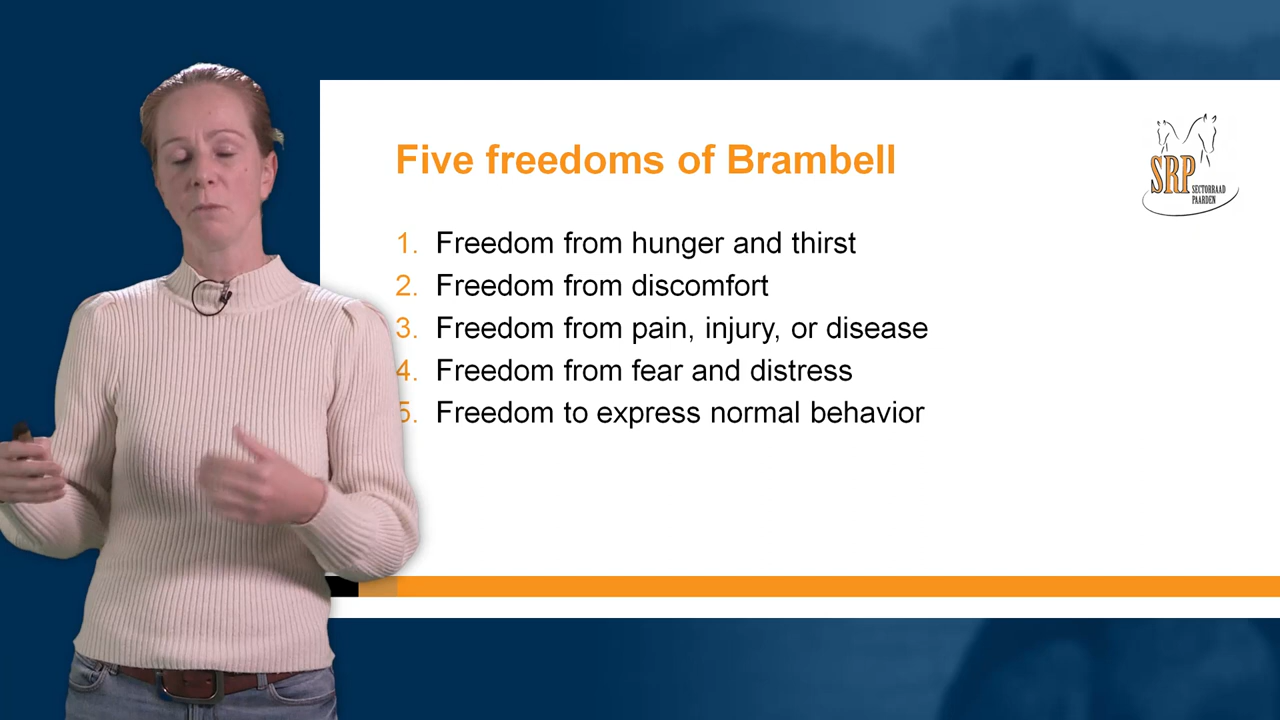 Five freedoms of Brambell
SRP SECTORRAAD
PAARDEN
1. Freedom from hunger and thirst
2. Freedom from discomfort
3. Freedom from pain, injury, or disease
4. Freedom from fear and distress
5. Freedom to express normal behavior